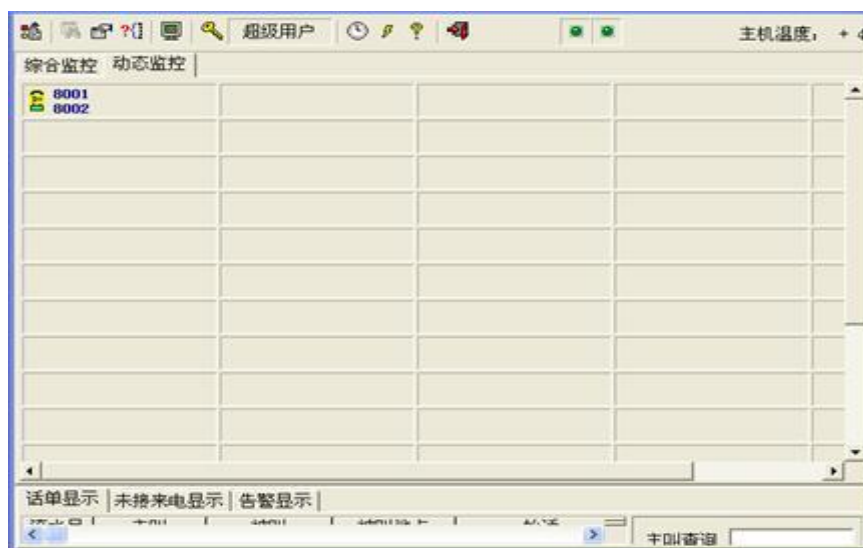 超级用户 主机温度: + 4
综合监控 动态监控
8001
8002
话单显示 未接来电显示 告警显示
主叫查询